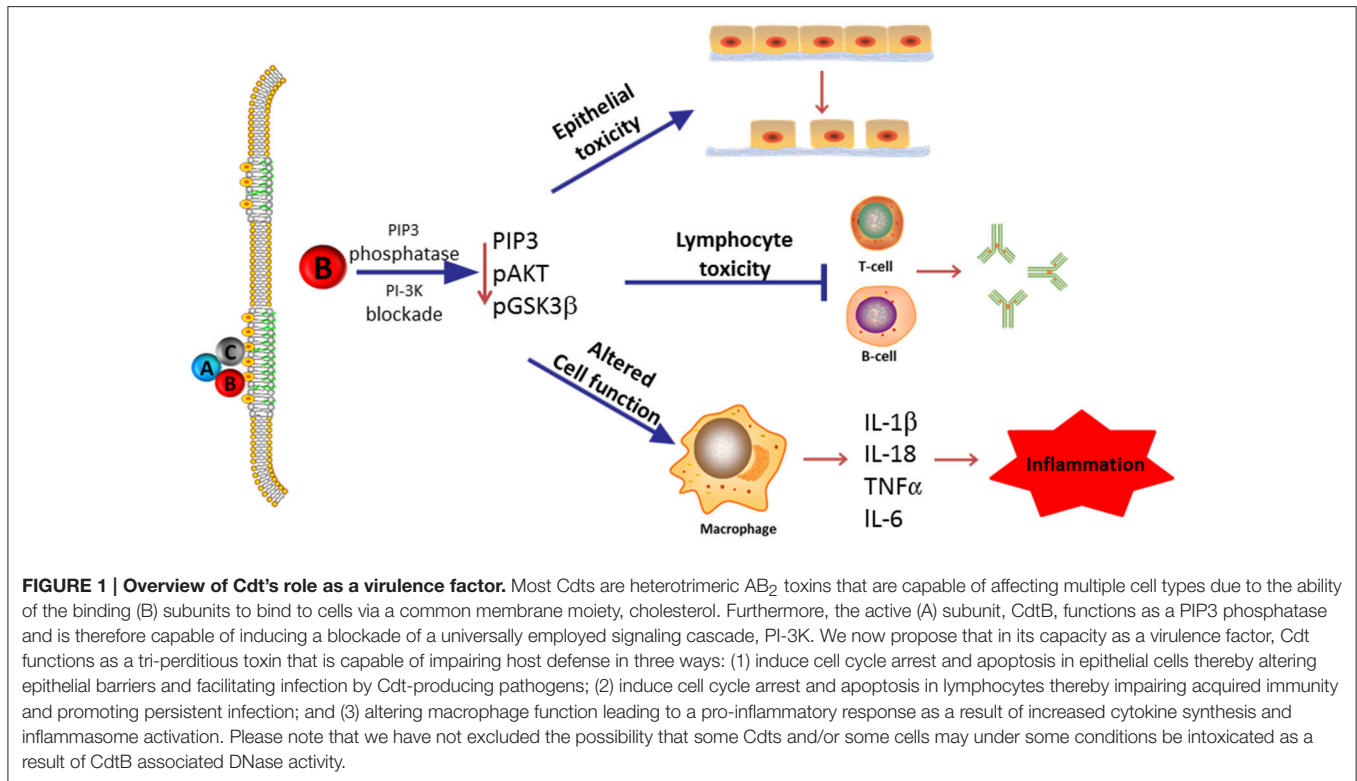 Epithelial
toxicity
B
PIP3
phosphatase
PI-3K
blockade
PIP3
pAKT
pGSK3β
Lymphocyte
toxicity
T-cell
B-cell
C
A
B
Altered
Cell function
Macrophage
IL-1β
IL-18
TNFα
IL-6
Inflammation
FIGURE 1 | Overview of Cdt's role as a virulence factor. Most Cdts are heterotrimeric AB₂ toxins that are capable of affecting multiple cell types due to the ability
of the binding (B) subunits to bind to cells via a common membrane moiety, cholesterol. Furthermore, the active (A) subunit, CdtB, functions as a PIP3 phosphatase
and is therefore capable of inducing a blockade of a universally employed signaling cascade, PI-3K. We now propose that in its capacity as a virulence factor, Cdt
functions as a tri-perditious toxin that is capable of impairing host defense in three ways: (1) induce cell cycle arrest and apoptosis in epithelial cells thereby altering
epithelial barriers and facilitating infection by Cdt-producing pathogens; (2) induce cell cycle arrest and apoptosis in lymphocytes thereby impairing acquired immunity
and promoting persistent infection; and (3) altering macrophage function leading to a pro-inflammatory response as a result of increased cytokine synthesis and
inflammasome activation. Please note that we have not excluded the possibility that some Cdts and/or some cells may under some conditions be intoxicated as a
result of CdtB associated DNase activity.